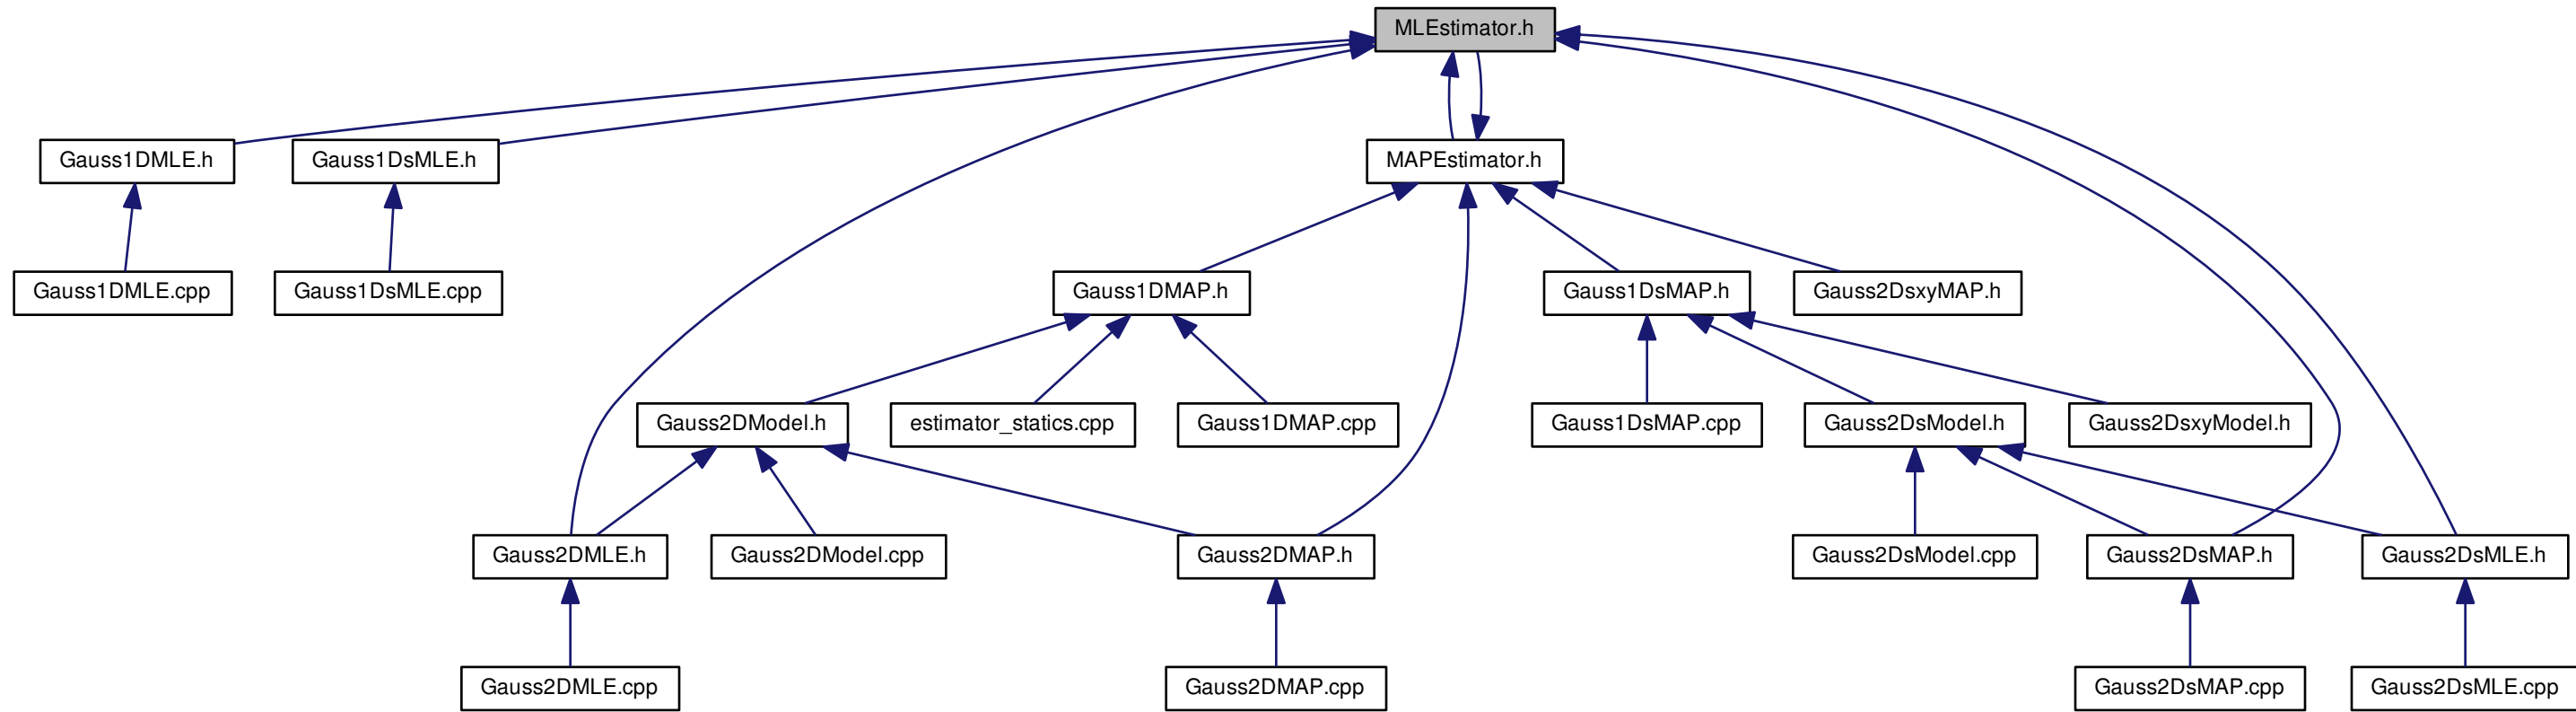 MLEstimator.h
Gauss1DMLE.h
Gauss1DsMLE.h
MAPEstimator.h
Gauss1DMLE.cpp
Gauss1DsMLE.cpp
Gauss1DMAP.h
Gauss1DsMAP.h
Gauss2DsxyMAP.h
Gauss2DModel.h
estimator_statics.cpp
Gauss1DMAP.cpp
Gauss1DsMAP.cpp
Gauss2DsModel.h
Gauss2DsxyModel.h
Gauss2DMLE.h
Gauss2DModel.cpp
Gauss2DMAP.h
Gauss2DsModel.cpp
Gauss2DsMAP.h
Gauss2DsMLE.h
Gauss2DMLE.cpp
Gauss2DMAP.cpp
Gauss2DsMAP.cpp
Gauss2DsMLE.cpp